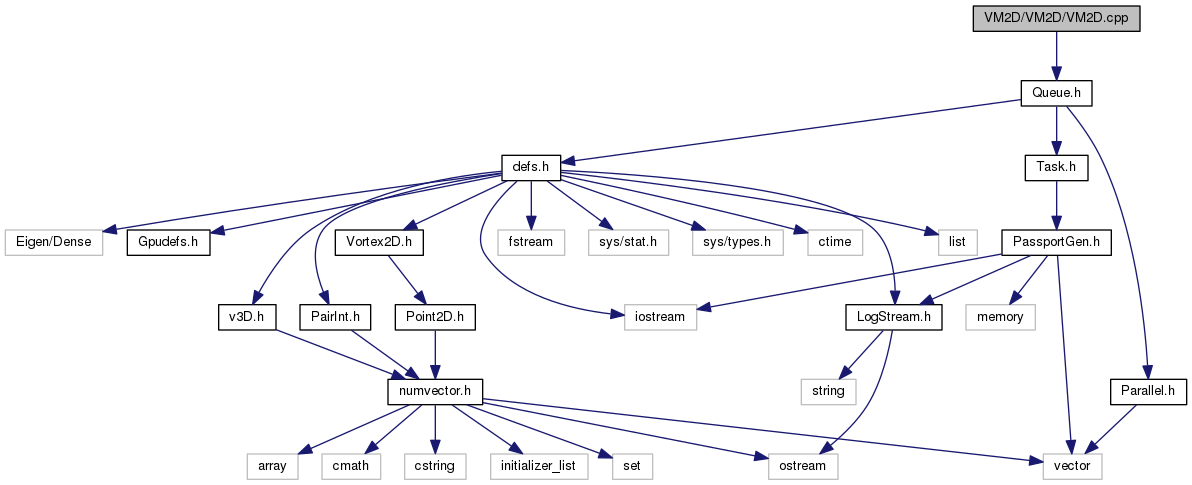 VM2D/VM2D/VM2D.cpp
Queue.h
defs.h
Task.h
Eigen/Dense
Gpudefs.h
Vortex2D.h
fstream
sys/stat.h
sys/types.h
ctime
list
PassportGen.h
v3D.h
PairInt.h
Point2D.h
iostream
LogStream.h
memory
numvector.h
string
Parallel.h
array
cmath
cstring
initializer_list
set
ostream
vector